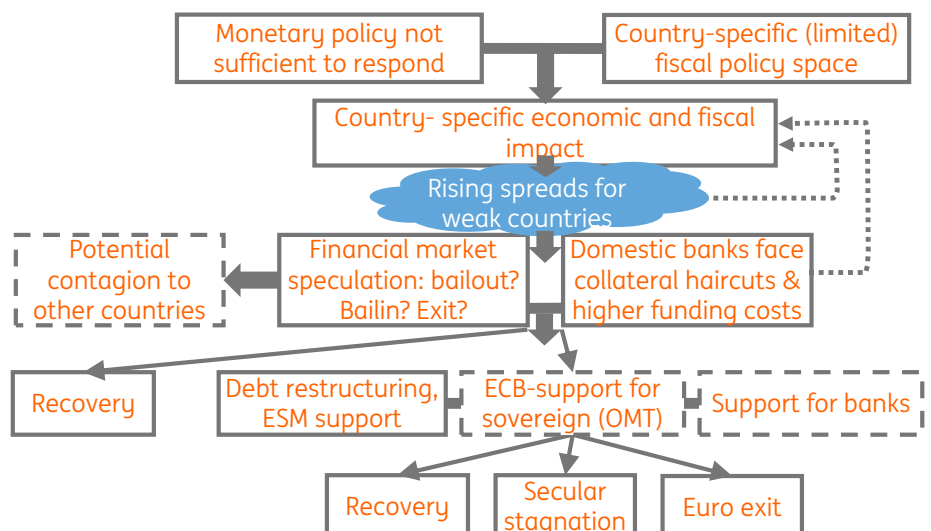 Monetary policy not
sufficient to respond
Country-specific (limited)
fiscal policy space
Country- specific economic and fiscal
impact
Rising spreads for
weak countries
Potential
contagion to
other countries
Financial market
speculation: bailout?
Bailin? Exit?
Domestic banks face
collateral haircuts &
higher funding costs
Recovery
Debt restructuring,
ESM support
ECB-support for
sovereign (OMT)
Support for banks
Recovery
Secular
stagnation
Euro exit